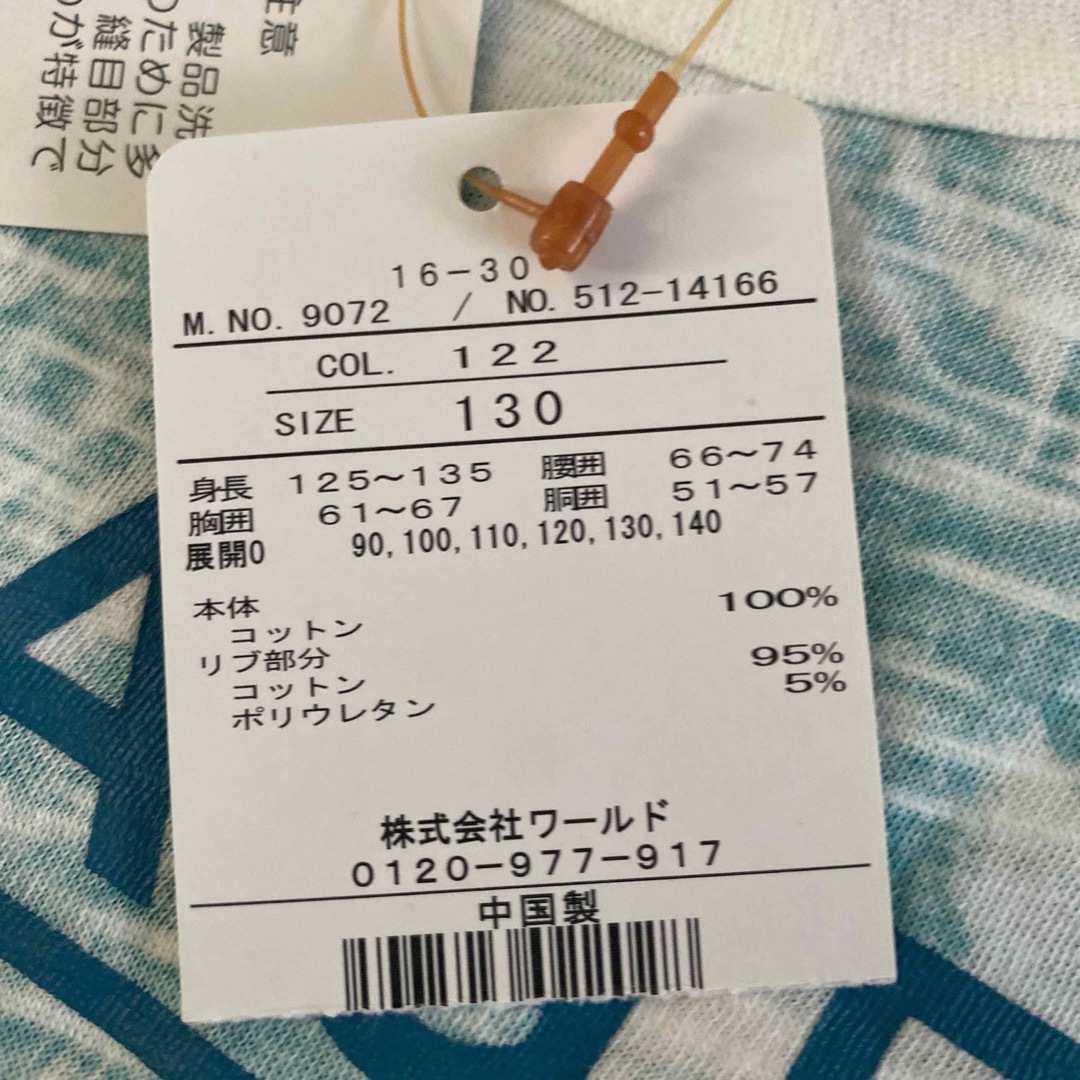 注意
製品洗
ために多
縫目部分
が特徴で
16-30
M. NO. 9072 / NO. 512-14166
COL. 122
SIZE 130
身長 125~135 腰囲 66~74
胸囲 61~67 胴囲 51~57
展開0 90, 100, 110, 120, 130, 140
本体 100%
コットン
リブ部分 95%
コットン 5%
ポリウレタン
株式会社ワールド
0120-977-917
中国製